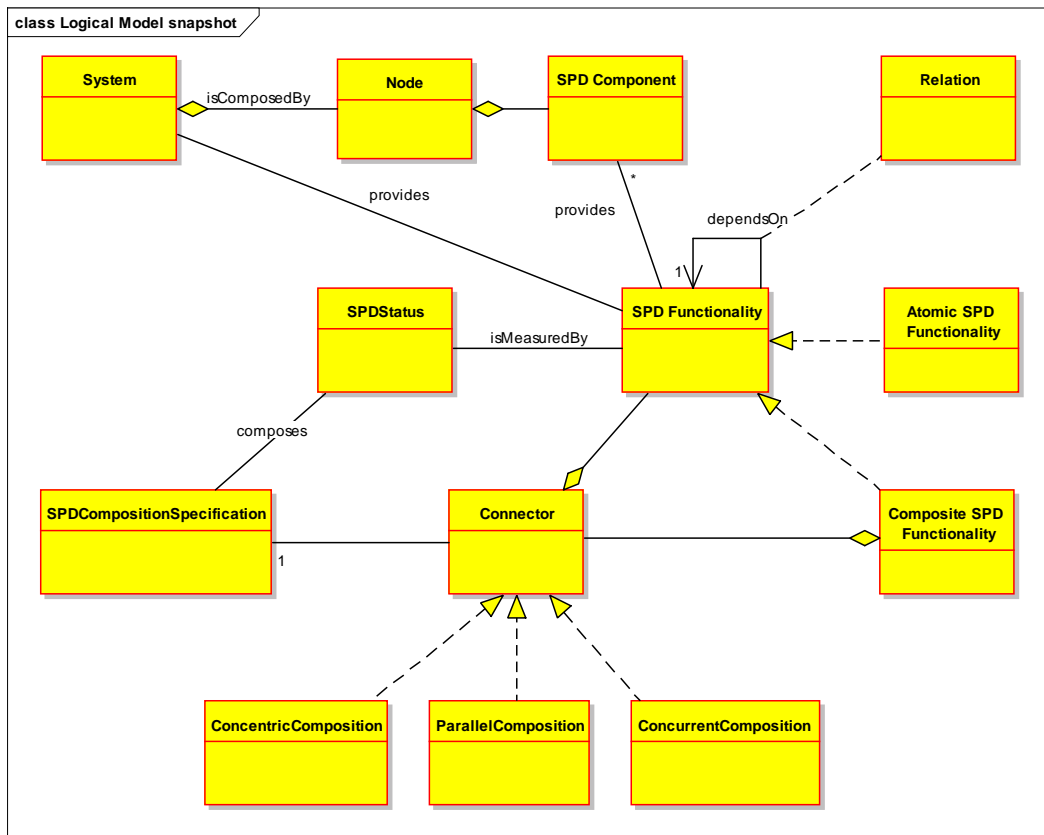 class Logical Model snapshot
System
Node
SPD Component
Relation
isComposedBy
provides
*
provides
dependsOn
1
SPDStatus
SPD Functionality
Atomic SPD
Functionality
isMeasuredBy
composes
SPDCompositionSpecification
Connector
Composite SPD
Functionality
1
ConcentricComposition
ParallelComposition
ConcurrentComposition